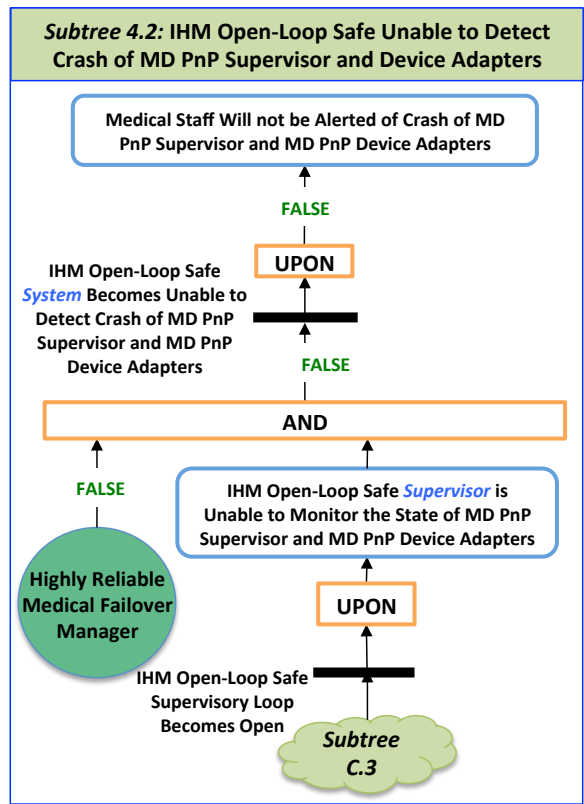 Subtree 4.2: IHM Open-Loop Safe Unable to Detect
Crash of MD PnP Supervisor and Device Adapters
Medical Staff Will not be Alerted of Crash of MD
PnP Supervisor and MD PnP Device Adapters
FALSE
UPON
IHM Open-Loop Safe
System Becomes Unable to
Detect Crash of MD PnP
Supervisor and MD PnP
Device Adapters
FALSE
AND
FALSE
IHM Open-Loop Safe Supervisor is
Unable to Monitor the State of MD PnP
Supervisor and MD PnP Device Adapters
Highly Reliable
Medical Failover
Manager
UPON
IHM Open-Loop Safe
Supervisory Loop
Becomes Open
Subtree
C.3